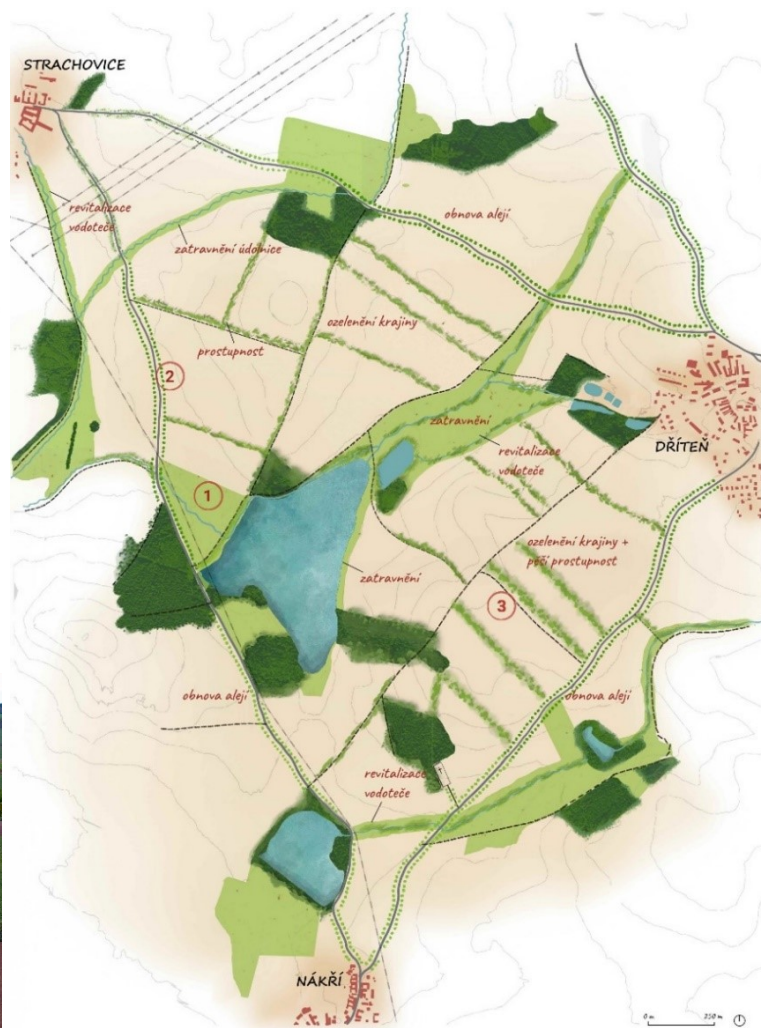 STRACHOVICE
revitalizace
vodoteče
zatravnění údolnice
obnova alejí
ozelenění krajiny
prostupnost
2
zatravnění
revitalizace
vodoteče
DŘÍTEŇ
1
ozelenění krajiny +
pěčí prostupnost
zatravnění
3
obnova alejí
obnova alejí
revitalizace
vodoteče
NÁKŘÍ
0 m
250 m